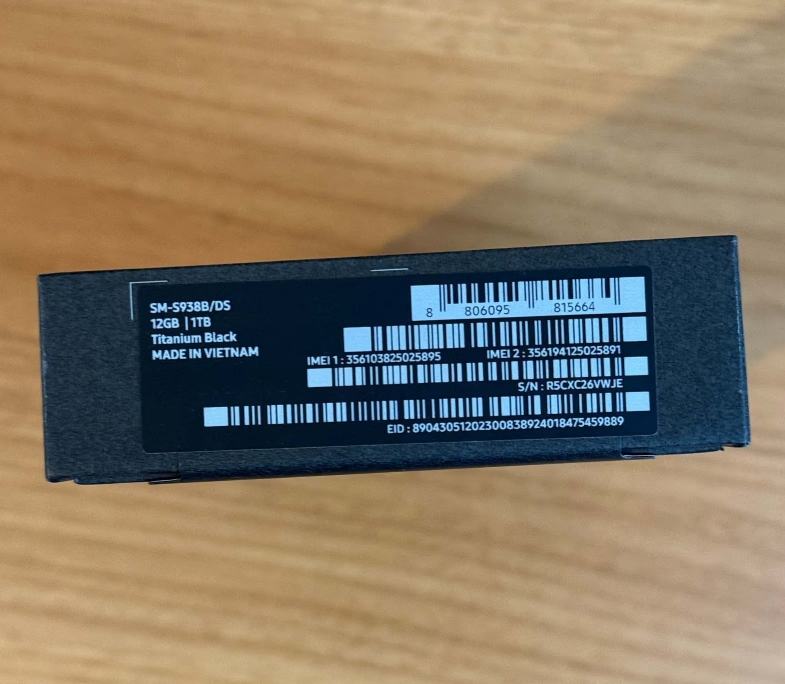 SM-S938B/DS
12GB | 1TB
Titanium Black
MADE IN VIETNAM
8 806095 815664
IMEI 1 : 356103825025895 IMEI 2 : 356194125025891
S/N : R5CXC26VWJE
EID : 89043051202300838924018475459889